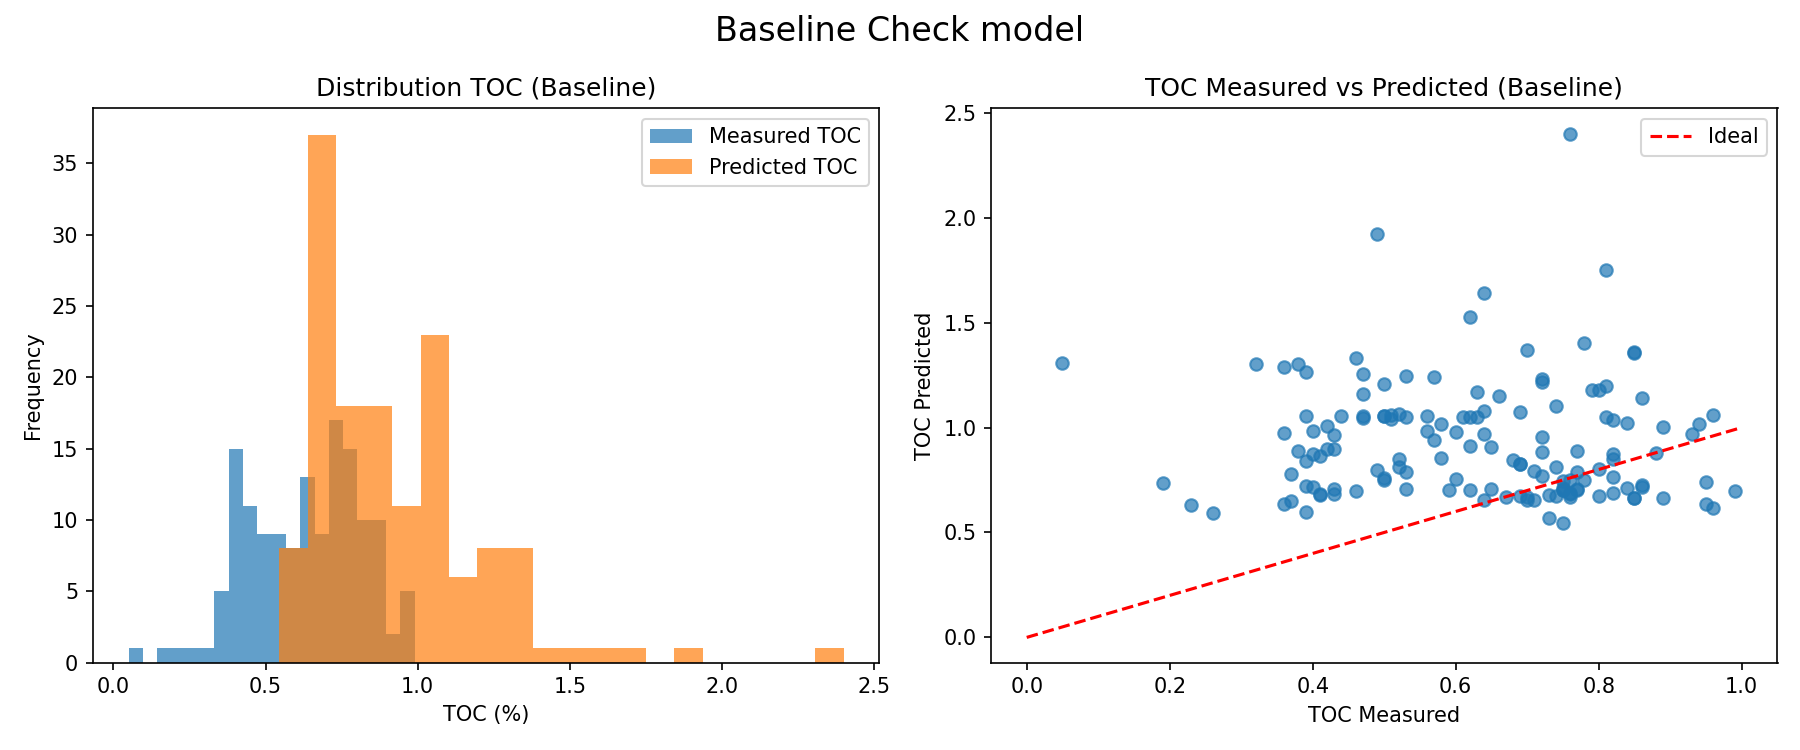 Baseline Check model
Distribution TOC (Baseline)
Measured TOC
Predicted TOC
Frequency
35
30
25
20
15
10
5
0
0.0 0.5 1.0 1.5 2.0 2.5
TOC (%)
TOC Measured vs Predicted (Baseline)
Ideal
TOC Predicted
2.5
2.0
1.5
1.0
0.5
0.0
0.0 0.2 0.4 0.6 0.8 1.0
TOC Measured